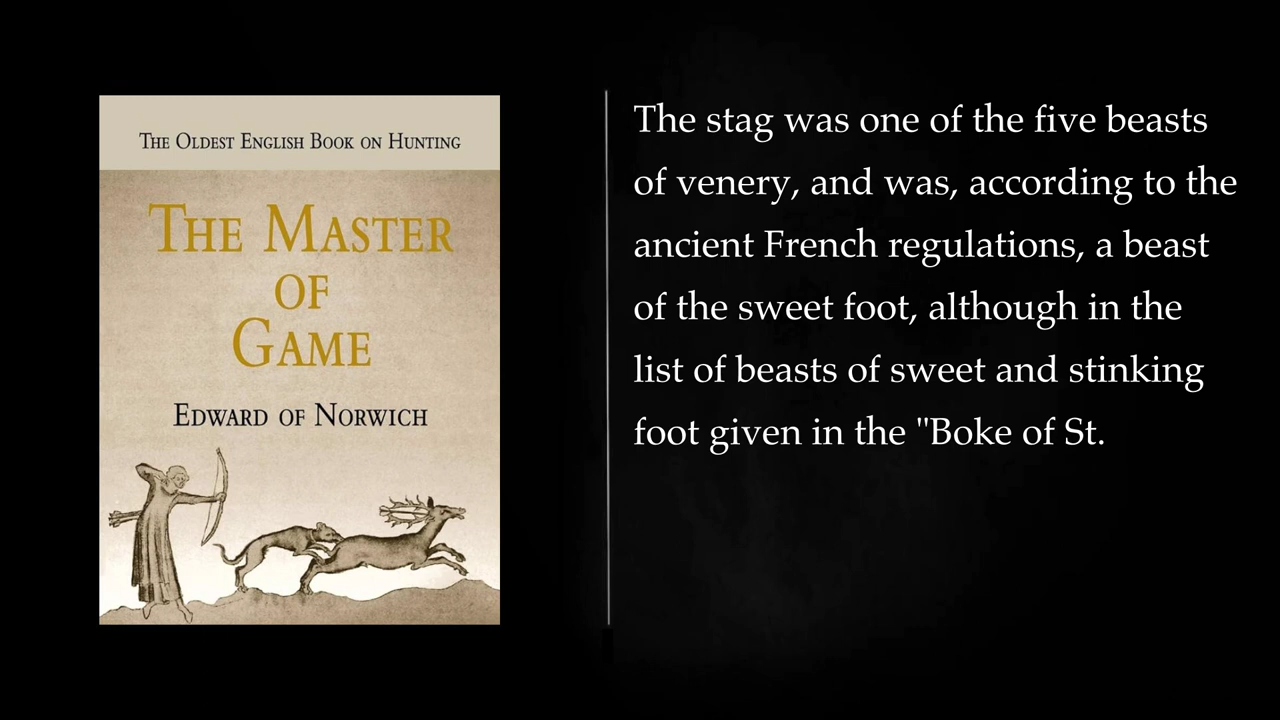 The Oldest English Book on Hunting
The Master
of
Game
Edward of Norwich
The stag was one of the five beasts
of venery, and was, according to the
ancient French regulations, a beast
of the sweet foot, although in the
list of beasts of sweet and stinking
foot given in the "Boke of St.